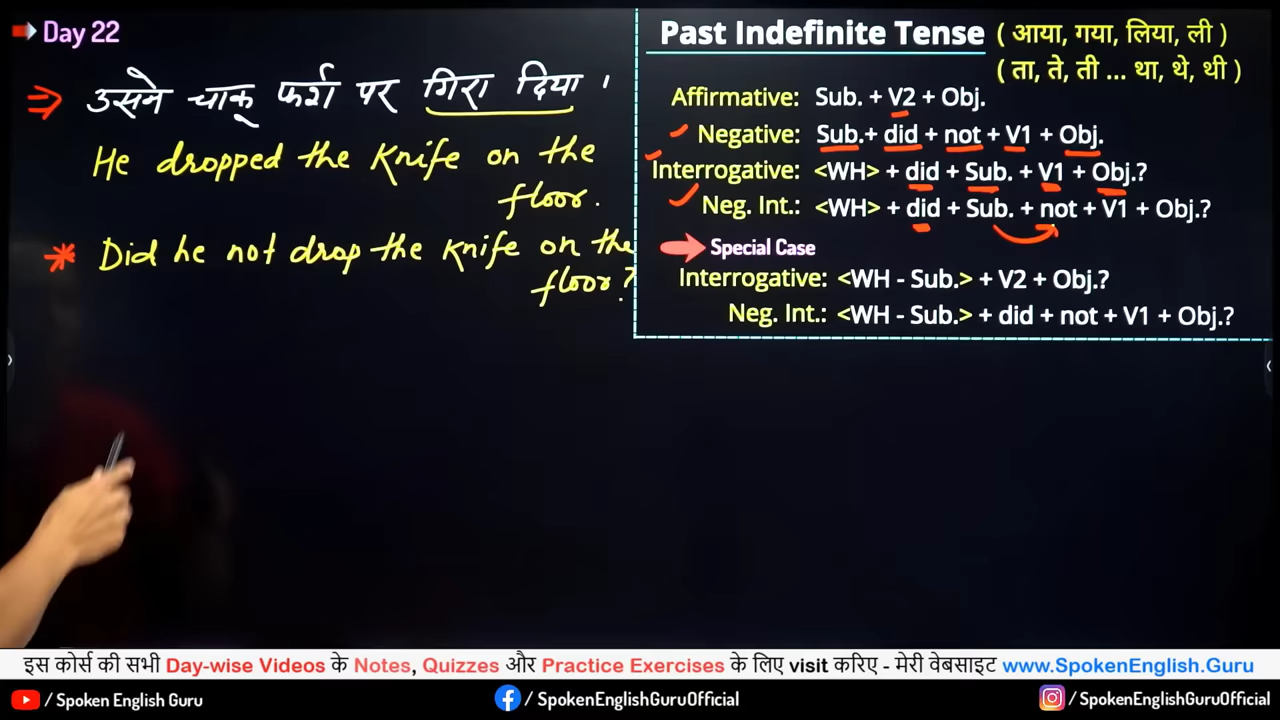 Day 22
⇒ उसने चाकू फर्श पर गिरा दिया ।
He dropped the knife on the
floor.
* Did he not drop the knife on the
floor?
Past Indefinite Tense ( आया, गया, लिया, ली )
( ता, ते, ती ... था, थे, थी )
Affirmative: Sub. + V2 + Obj.
Negative: Sub.+ did + not + V1 + Obj.
Interrogative: <WH> + did + Sub. + V1 + Obj.?
Neg. Int.: <WH> + did + Sub. + not + V1 + Obj.?
Special Case
Interrogative: <WH - Sub.> + V2 + Obj.?
Neg. Int.: <WH - Sub.> + did + not + V1 + Obj.?
इस कोर्स की सभी Day-wise Videos के Notes, Quizzes और Practice Exercises के लिए visit करिए - मेरी वेबसाइट www.SpokenEnglish.Guru
/ Spoken English Guru
/ SpokenEnglishGuruOfficial
/ SpokenEnglishGuruOfficial